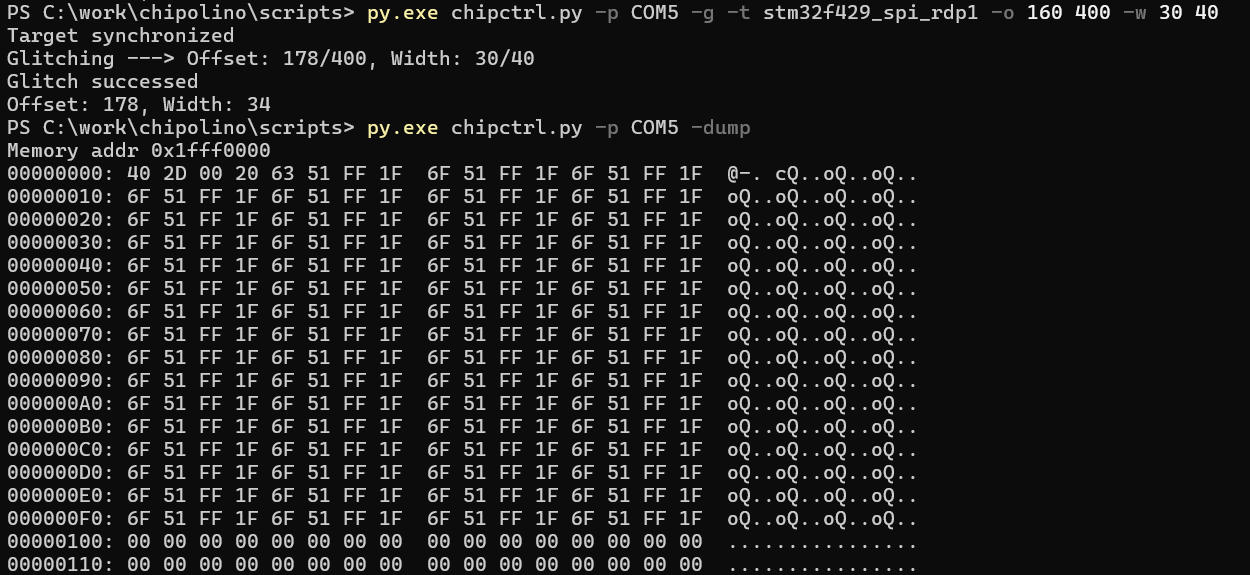 PS C:\work\chipolino\scripts> py.exe chipctrl.py -p COM5 -g -t stm32f429_spi_rdp1 -o 160 400 -w 30 40
Target synchronized
Glitching ---> Offset: 178/400, Width: 30/40
Glitch successed
Offset: 178, Width: 34
PS C:\work\chipolino\scripts> py.exe chipctrl.py -p COM5 -dump
Memory addr 0x1fff0000
00000000: 40 2D 00 20 63 51 FF 1F  6F 51 FF 1F 6F 51 FF 1F  @-. cQ..oQ..oQ..
00000010: 6F 51 FF 1F 6F 51 FF 1F  6F 51 FF 1F 6F 51 FF 1F  oQ..oQ..oQ..oQ..
00000020: 6F 51 FF 1F 6F 51 FF 1F  6F 51 FF 1F 6F 51 FF 1F  oQ..oQ..oQ..oQ..
00000030: 6F 51 FF 1F 6F 51 FF 1F  6F 51 FF 1F 6F 51 FF 1F  oQ..oQ..oQ..oQ..
00000040: 6F 51 FF 1F 6F 51 FF 1F  6F 51 FF 1F 6F 51 FF 1F  oQ..oQ..oQ..oQ..
00000050: 6F 51 FF 1F 6F 51 FF 1F  6F 51 FF 1F 6F 51 FF 1F  oQ..oQ..oQ..oQ..
00000060: 6F 51 FF 1F 6F 51 FF 1F  6F 51 FF 1F 6F 51 FF 1F  oQ..oQ..oQ..oQ..
00000070: 6F 51 FF 1F 6F 51 FF 1F  6F 51 FF 1F 6F 51 FF 1F  oQ..oQ..oQ..oQ..
00000080: 6F 51 FF 1F 6F 51 FF 1F  6F 51 FF 1F 6F 51 FF 1F  oQ..oQ..oQ..oQ..
00000090: 6F 51 FF 1F 6F 51 FF 1F  6F 51 FF 1F 6F 51 FF 1F  oQ..oQ..oQ..oQ..
000000A0: 6F 51 FF 1F 6F 51 FF 1F  6F 51 FF 1F 6F 51 FF 1F  oQ..oQ..oQ..oQ..
000000B0: 6F 51 FF 1F 6F 51 FF 1F  6F 51 FF 1F 6F 51 FF 1F  oQ..oQ..oQ..oQ..
000000C0: 6F 51 FF 1F 6F 51 FF 1F  6F 51 FF 1F 6F 51 FF 1F  oQ..oQ..oQ..oQ..
000000D0: 6F 51 FF 1F 6F 51 FF 1F  6F 51 FF 1F 6F 51 FF 1F  oQ..oQ..oQ..oQ..
000000E0: 6F 51 FF 1F 6F 51 FF 1F  6F 51 FF 1F 6F 51 FF 1F  oQ..oQ..oQ..oQ..
000000F0: 6F 51 FF 1F 6F 51 FF 1F  6F 51 FF 1F 6F 51 FF 1F  oQ..oQ..oQ..oQ..
00000100: 00 00 00 00 00 00 00 00  00 00 00 00 00 00 00 00  ................
00000110: 00 00 00 00 00 00 00 00  00 00 00 00 00 00 00 00  ................